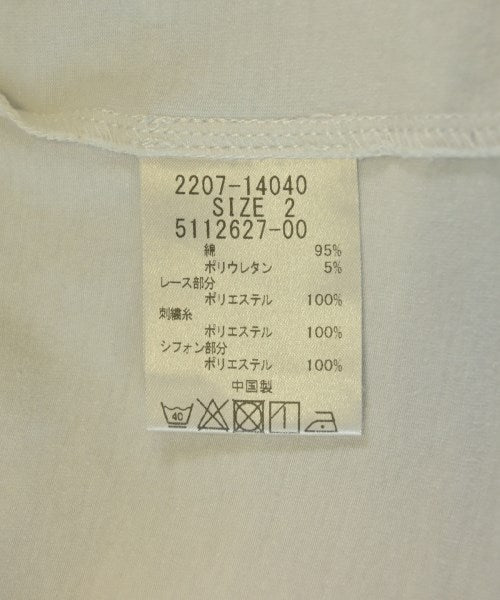 2207-14040
SIZE 2
5112627-00
綿 95%
ポリウレタン 5%
レース部分
ポリエステル 100%
刺繍糸
ポリエステル 100%
シフォン部分
ポリエステル 100%
中国製
40